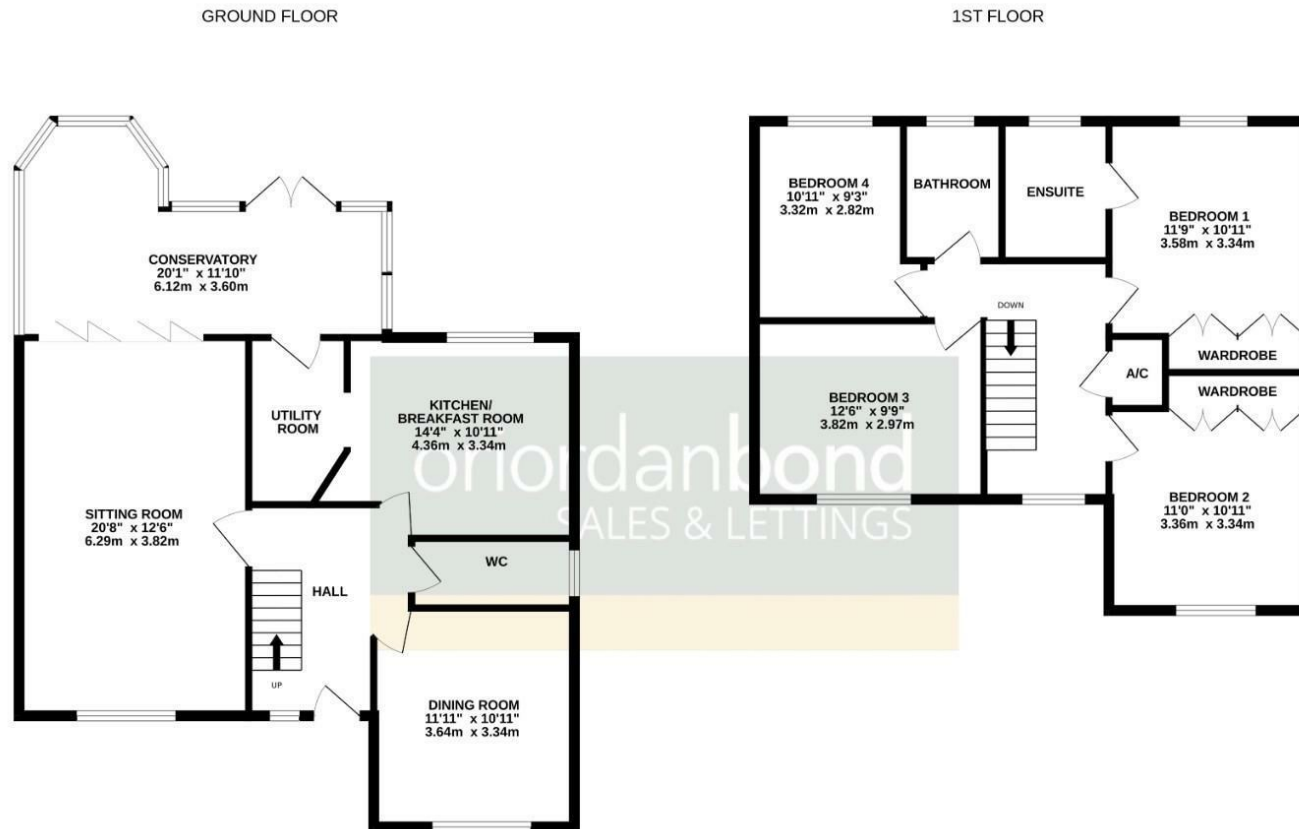 GROUND FLOOR
1ST FLOOR
CONSERVATORY
20'1" x 11'10"
6.12m x 3.60m
UTILITY
ROOM
KITCHEN/
BREAKFAST ROOM
14'4" x 10'11"
4.36m x 3.34m
SITTING ROOM
20'8" x 12'6"
6.29m x 3.82m
HALL
WC
UP
DINING ROOM
11'11" x 10'11"
3.64m x 3.34m
oriordanbond
SALES & LETTINGS
BEDROOM 4
10'11" x 9'3"
3.32m x 2.82m
BATHROOM
ENSUITE
BEDROOM 1
11'9" x 10'11"
3.58m x 3.34m
DOWN
WARDROBE
A/C
WARDROBE
BEDROOM 3
12'6" x 9'9"
3.82m x 2.97m
BEDROOM 2
11'0" x 10'11"
3.36m x 3.34m